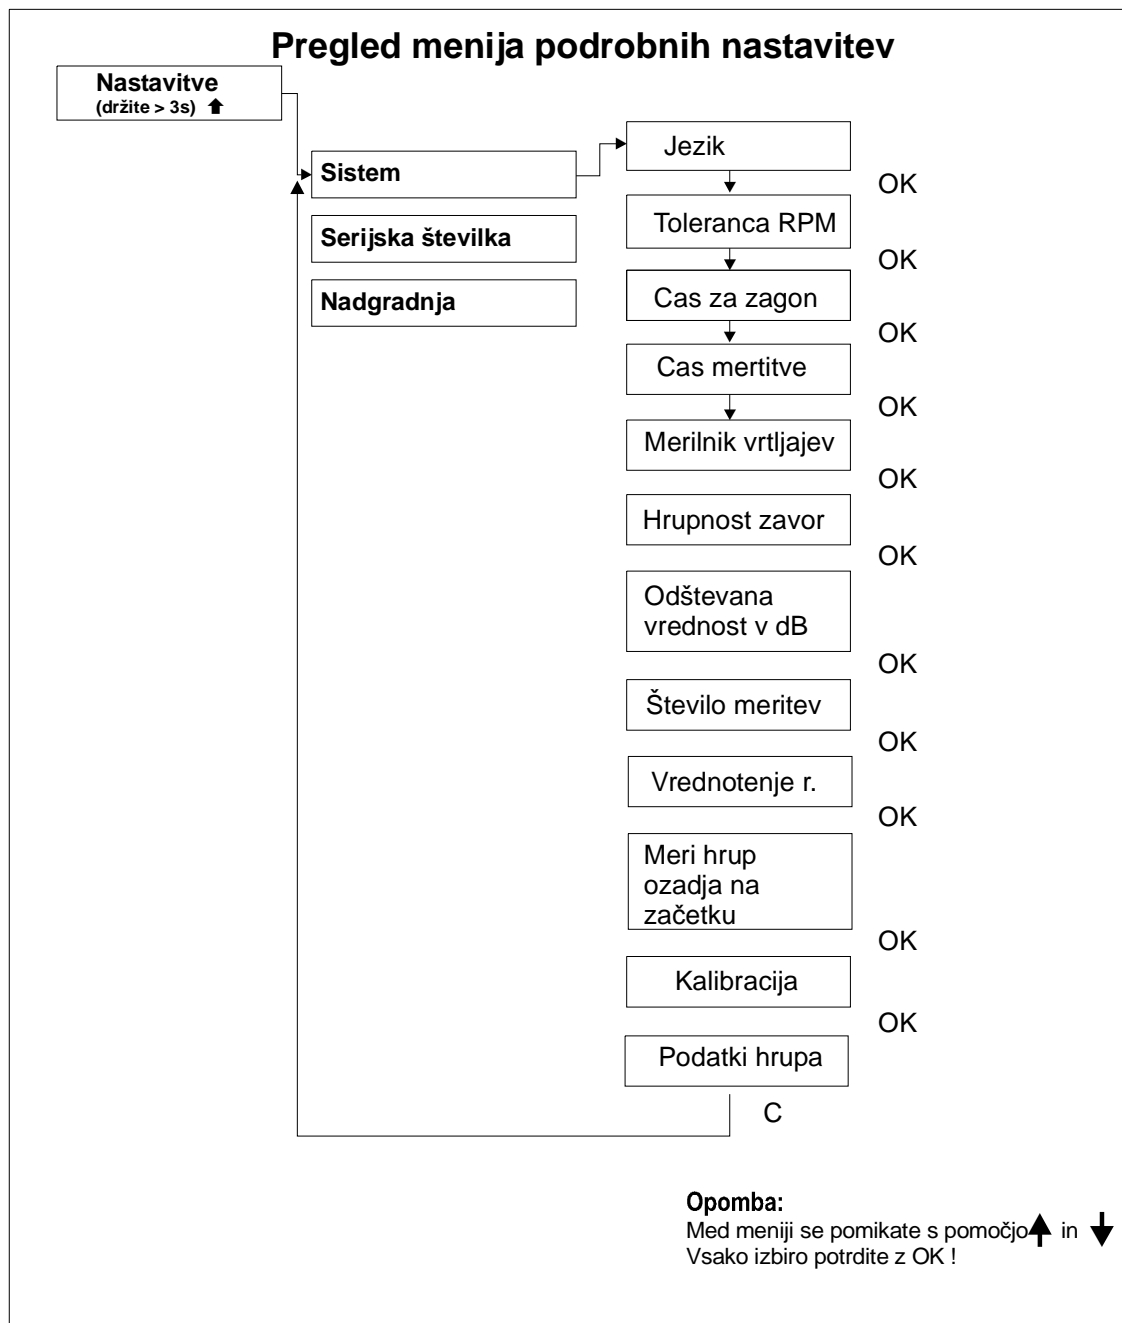 Pregled menija podrobnih nastavitev
Nastavitve
(držite > 3s)
Sistem
Serijska številka
Nadgradnja
Jezik
OK
Toleranca RPM
OK
Cas za zagon
OK
Cas mertitve
OK
Merilnik vrtljajev
OK
Hrupnost zavor
OK
Odštevana
vrednost v dB
OK
Število meritev
OK
Vrednotenje r.
OK
Meri hrup
ozadja na
začetku
OK
Kalibracija
OK
Podatki hrupa
C
Opomba:
Med meniji se pomikate s pomočjo in
Vsako izbiro potrdite z OK !